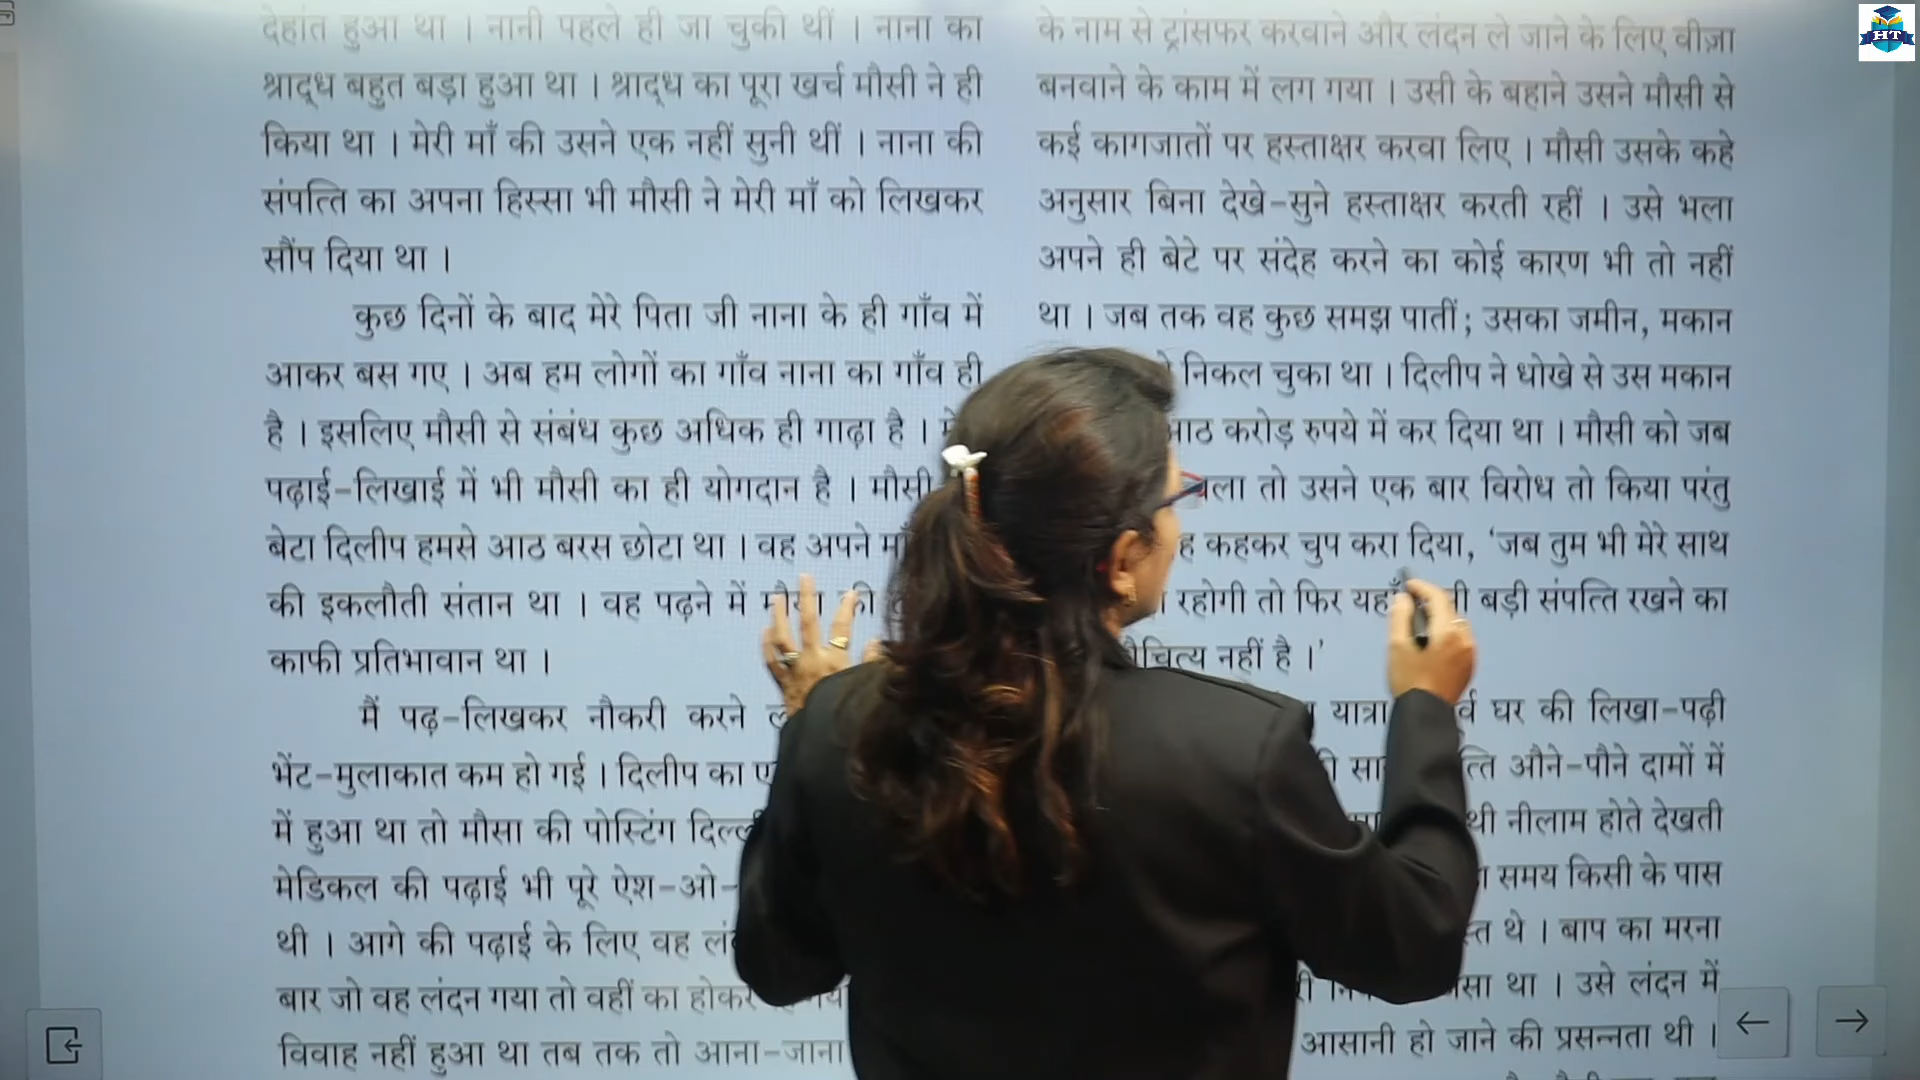 देहांत हुआ था । नानी पहले ही जा चुकी थीं । नाना का
श्राद्ध बहुत बड़ा हुआ था । श्राद्ध का पूरा खर्च मौसी ने ही
किया था । मेरी माँ की उसने एक नहीं सुनी थीं । नाना की
संपत्ति का अपना हिस्सा भी मौसी ने मेरी माँ को लिखकर
सौंप दिया था ।
कुछ दिनों के बाद मेरे पिता जी नाना के ही गाँव में
आकर बस गए । अब हम लोगों का गाँव नाना का गाँव ही
है । इसलिए मौसी से संबंध कुछ अधिक ही गाढ़ा है ।
पढ़ाई-लिखाई में भी मौसी का ही योगदान है । मौसी
बेटा दिलीप हमसे आठ बरस छोटा था । वह अपने
की इकलौती संतान था । वह पढ़ने में
काफी प्रतिभावान था ।
मैं पढ़-लिखकर नौकरी करने
भेंट-मुलाकात कम हो गई । दिलीप का
में हुआ था तो मौसा की पोस्टिंग
मेडिकल की पढ़ाई भी पूरे ऐश-ओ-
थी । आगे की पढ़ाई के लिए वह
बार जो वह लंदन गया तो वहीं का होकर
विवाह नहीं हुआ था तब तक तो आना-जाना
के नाम से ट्रांसफर करवाने और लंदन ले जाने के लिए वीज़ा
बनवाने के काम में लग गया । उसी के बहाने उसने मौसी से
कई कागजातों पर हस्ताक्षर करवा लिए । मौसी उसके कहे
अनुसार बिना देखे-सुने हस्ताक्षर करती रहीं । उसे भला
अपने ही बेटे पर संदेह करने का कोई कारण भी तो नहीं
था । जब तक वह कुछ समझ पातीं; उसका जमीन, मकान
निकल चुका था । दिलीप ने धोखे से उस मकान
आठ करोड़ रुपये में कर दिया था । मौसी को जब
तो उसने एक बार विरोध तो किया परंतु
कहकर चुप करा दिया, ‘जब तुम भी मेरे साथ
रहोगी तो फिर बड़ी संपत्ति रखने का
नहीं है ।’
यात्रा घर की लिखा-पढ़ी
औने-पौने दामों में
थी नीलाम होते देखती
समय किसी के पास
थे । बाप का मरना
था । उसे लंदन में
आसानी हो जाने की प्रसन्नता थी ।
HT